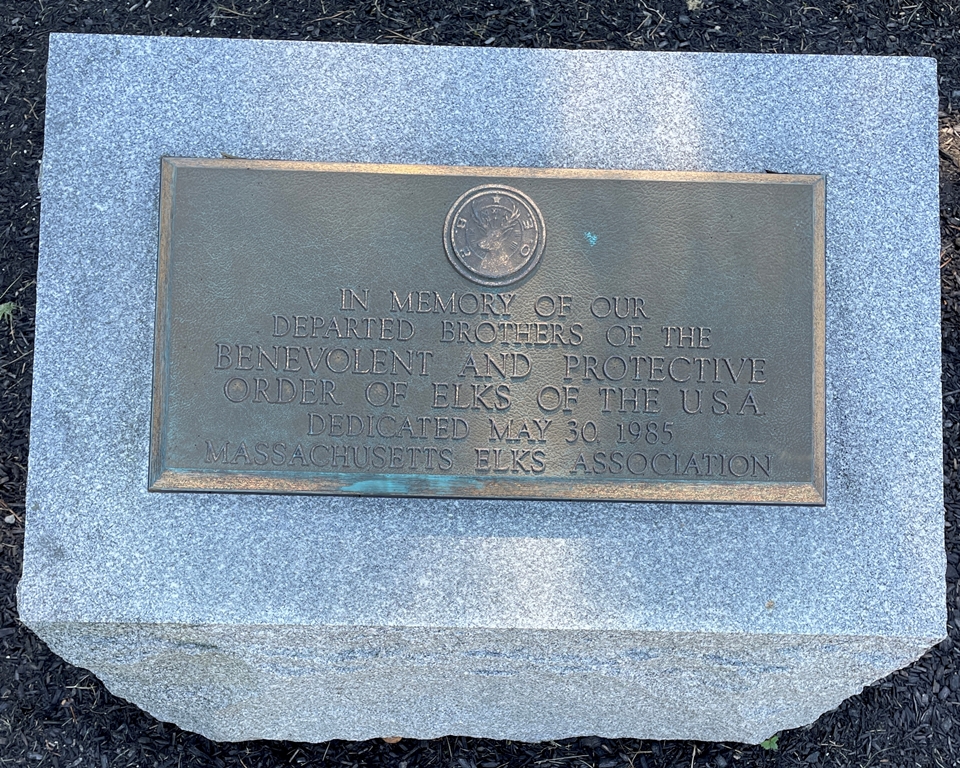 B P O E
IN MEMORY OF OUR
DEPARTED BROTHERS OF THE
BENEVOLENT AND PROTECTIVE
ORDER OF ELKS OF THE U.S.A.
DEDICATED MAY 30, 1985
MASSACHUSETTS ELKS ASSOCIATION